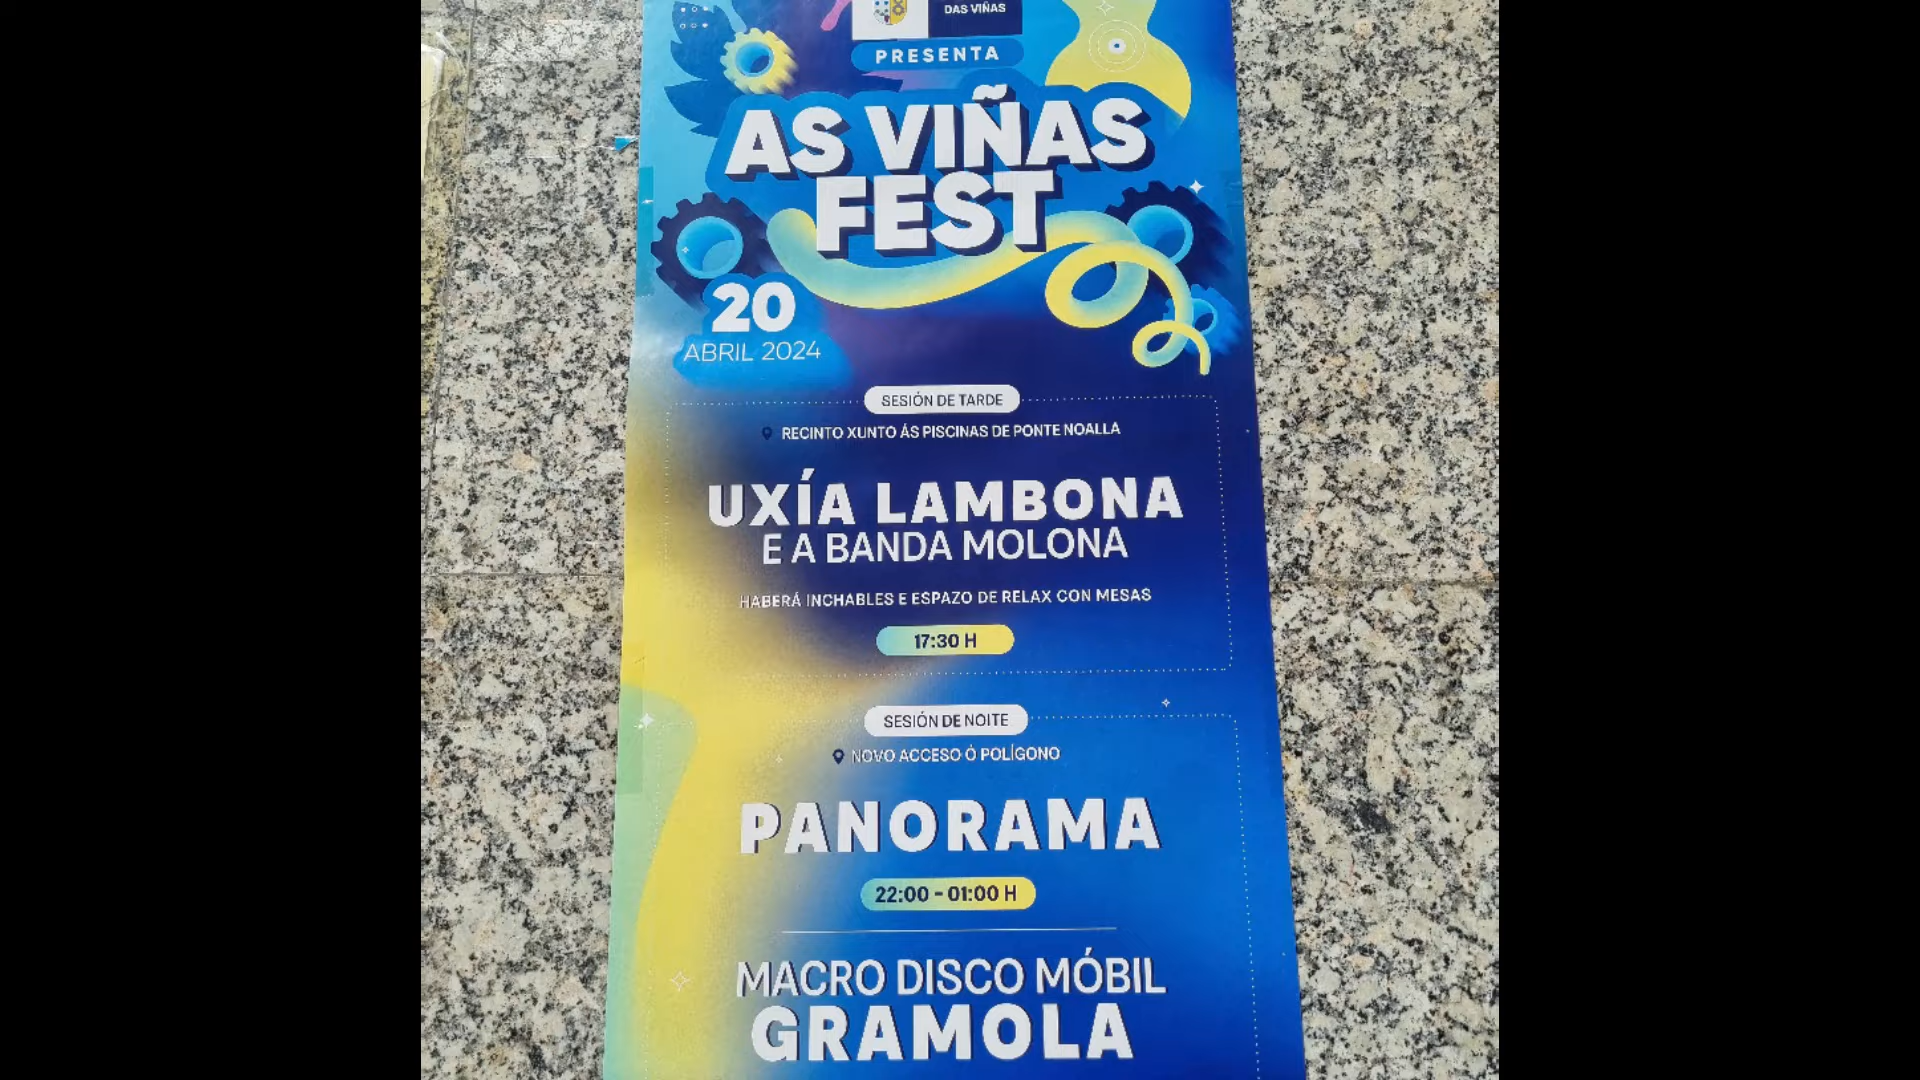 DAS VIÑAS
PRESENTA
AS VIÑAS
FEST
20
ABRIL 2024
SESIÓN DE TARDE
RECINTO XUNTO ÁS PISCINAS DE PONTE NOALLA
UXÍA LAMBONA
E A BANDA MOLONA
HABERÁ INCHABLES E ESPAZO DE RELAX CON MESAS
17:30 H
SESIÓN DE NOITE
NOVO ACCESO Ó POLÍGONO
PANORAMA
22:00 - 01:00 H
MACRO DISCO MÓBIL
GRAMOLA